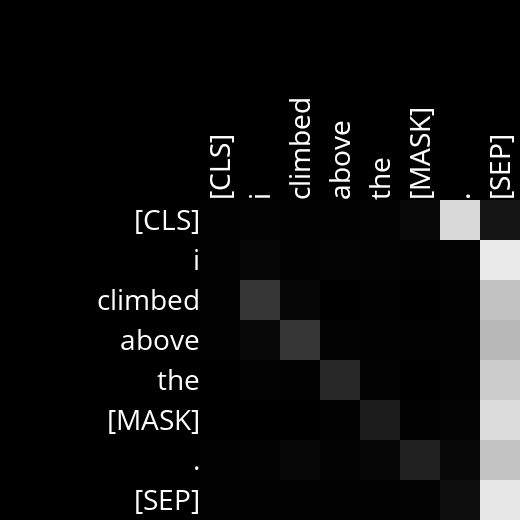 [CLS]
i
climbed
above
the
[MASK]
.
[SEP]
[CLS]
i
climbed
above
the
[MASK]
.
[SEP]